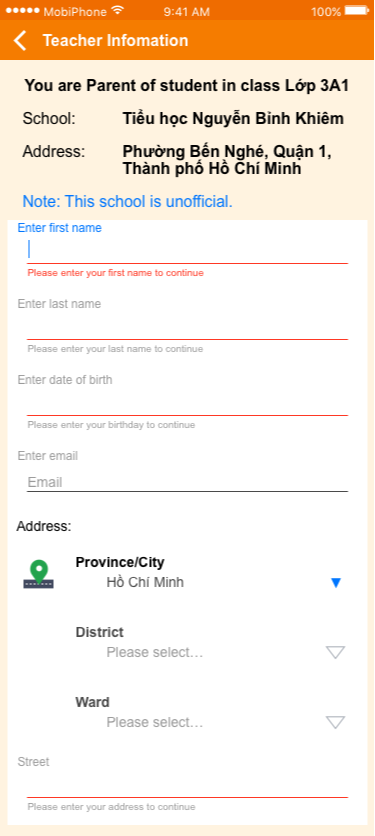 MobiPhone 9:41 AM 100%
Teacher Infomation
You are Parent of student in class Lớp 3A1
School: Tiểu học Nguyễn Bỉnh Khiêm
Address: Phường Bến Nghé, Quận 1,
Thành phố Hồ Chí Minh
Note: This school is unofficial.
Enter first name
Please enter your first name to continue
Enter last name
Please enter your last name to continue
Enter date of birth
Please enter your birthday to continue
Enter email
Email
Address:
Province/City
Hồ Chí Minh
District
Please select...
Ward
Please select...
Street
Please enter your address to continue